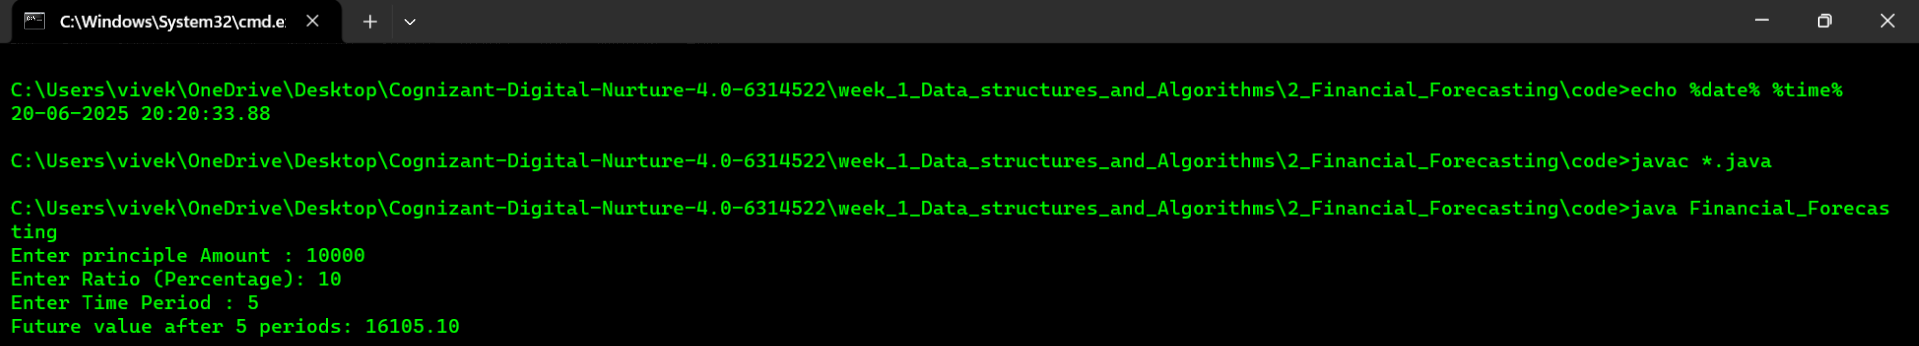 C:\Windows\System32\cmd.e
C:\Users\vivek\OneDrive\Desktop\Cognizant-Digital-Nurture-4.0-6314522\week_1_Data_structures_and_Algorithms\2_Financial_Forecasting\code>echo %date% %time%
20-06-2025 20:20:33.88
C:\Users\vivek\OneDrive\Desktop\Cognizant-Digital-Nurture-4.0-6314522\week_1_Data_structures_and_Algorithms\2_Financial_Forecasting\code>javac *.java
C:\Users\vivek\OneDrive\Desktop\Cognizant-Digital-Nurture-4.0-6314522\week_1_Data_structures_and_Algorithms\2_Financial_Forecasting\code>java Financial_Forecas
ting
Enter principle Amount : 10000
Enter Ratio (Percentage): 10
Enter Time Period : 5
Future value after 5 periods: 16105.10